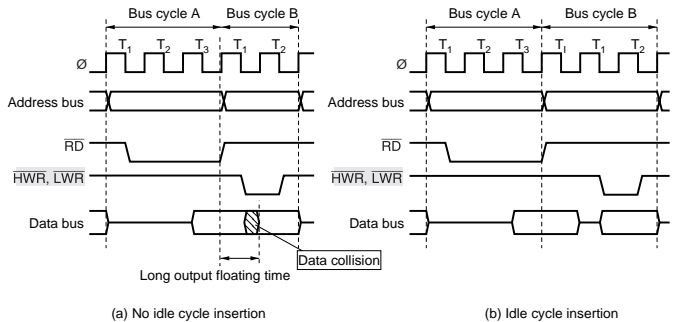 Bus cycle A Bus cycle B
T1 T2 T3 T1 T2
Ø
Address bus
RD
HWR, LWR
Data bus
Data collision
Long output floating time
(a) No idle cycle insertion
Bus cycle A Bus cycle B
T1 T2 T3 TI T1 T2
Ø
Address bus
RD
HWR, LWR
Data bus
(b) Idle cycle insertion